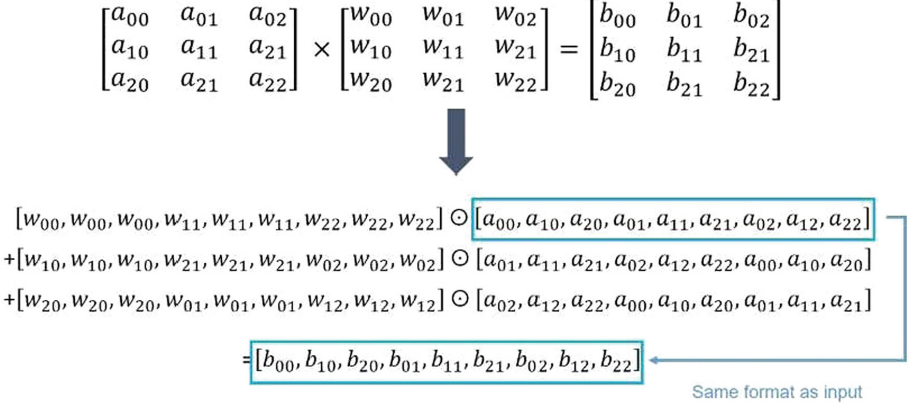 [a₀₀ a₀₁ a₀₂] [w₀₀ w₀₁ w₀₂] [b₀₀ b₀₁ b₀₂]
[a₁₀ a₁₁ a₂₁] × [w₁₀ w₁₁ w₂₁] = [b₁₀ b₁₁ b₂₁]
[a₂₀ a₂₁ a₂₂] [w₂₀ w₂₁ w₂₂] [b₂₀ b₂₁ b₂₂]
[w₀₀, w₀₀, w₀₀, w₁₁, w₁₁, w₁₁, w₂₂, w₂₂, w₂₂] ⊙ [a₀₀, a₁₀, a₂₀, a₀₁, a₁₁, a₂₁, a₀₂, a₁₂, a₂₂]
+[w₁₀, w₁₀, w₁₀, w₂₁, w₂₁, w₂₁, w₀₂, w₀₂, w₀₂] ⊙ [a₀₁, a₁₁, a₂₁, a₀₂, a₁₂, a₂₂, a₀₀, a₁₀, a₂₀]
+[w₂₀, w₂₀, w₂₀, w₀₁, w₀₁, w₀₁, w₁₂, w₁₂, w₁₂] ⊙ [a₀₂, a₁₂, a₂₂, a₀₀, a₁₀, a₂₀, a₀₁, a₁₁, a₂₁]
=[b₀₀, b₁₀, b₂₀, b₀₁, b₁₁, b₂₁, b₀₂, b₁₂, b₂₂]
Same format as input